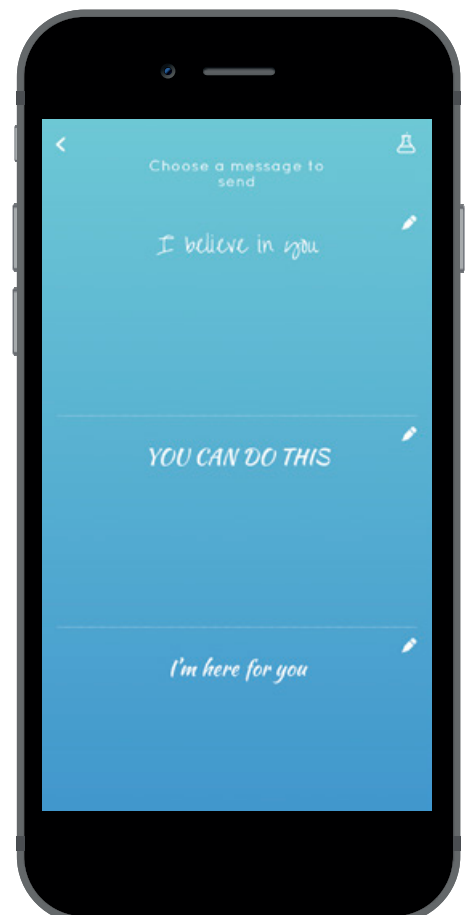 Choose a message to
send
I believe in you
YOU CAN DO THIS
I'm here for you